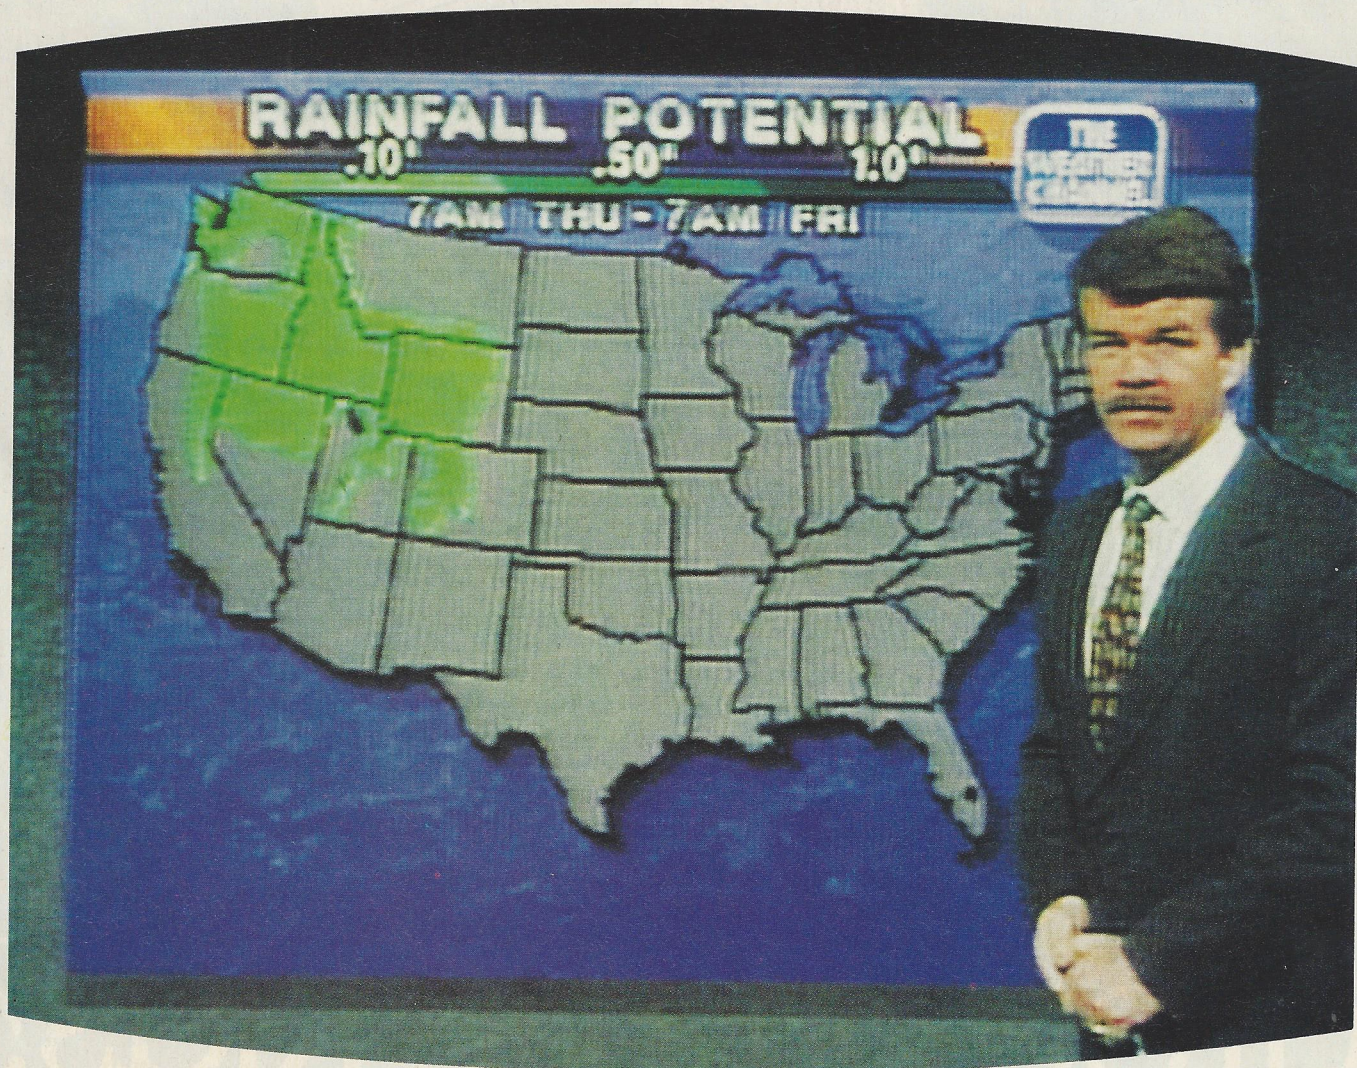 RAINFALL POTENTIAL
.10" .50" 1.0"
THE
WEATHER
CHANNEL
7AM THU - 7AM FRI